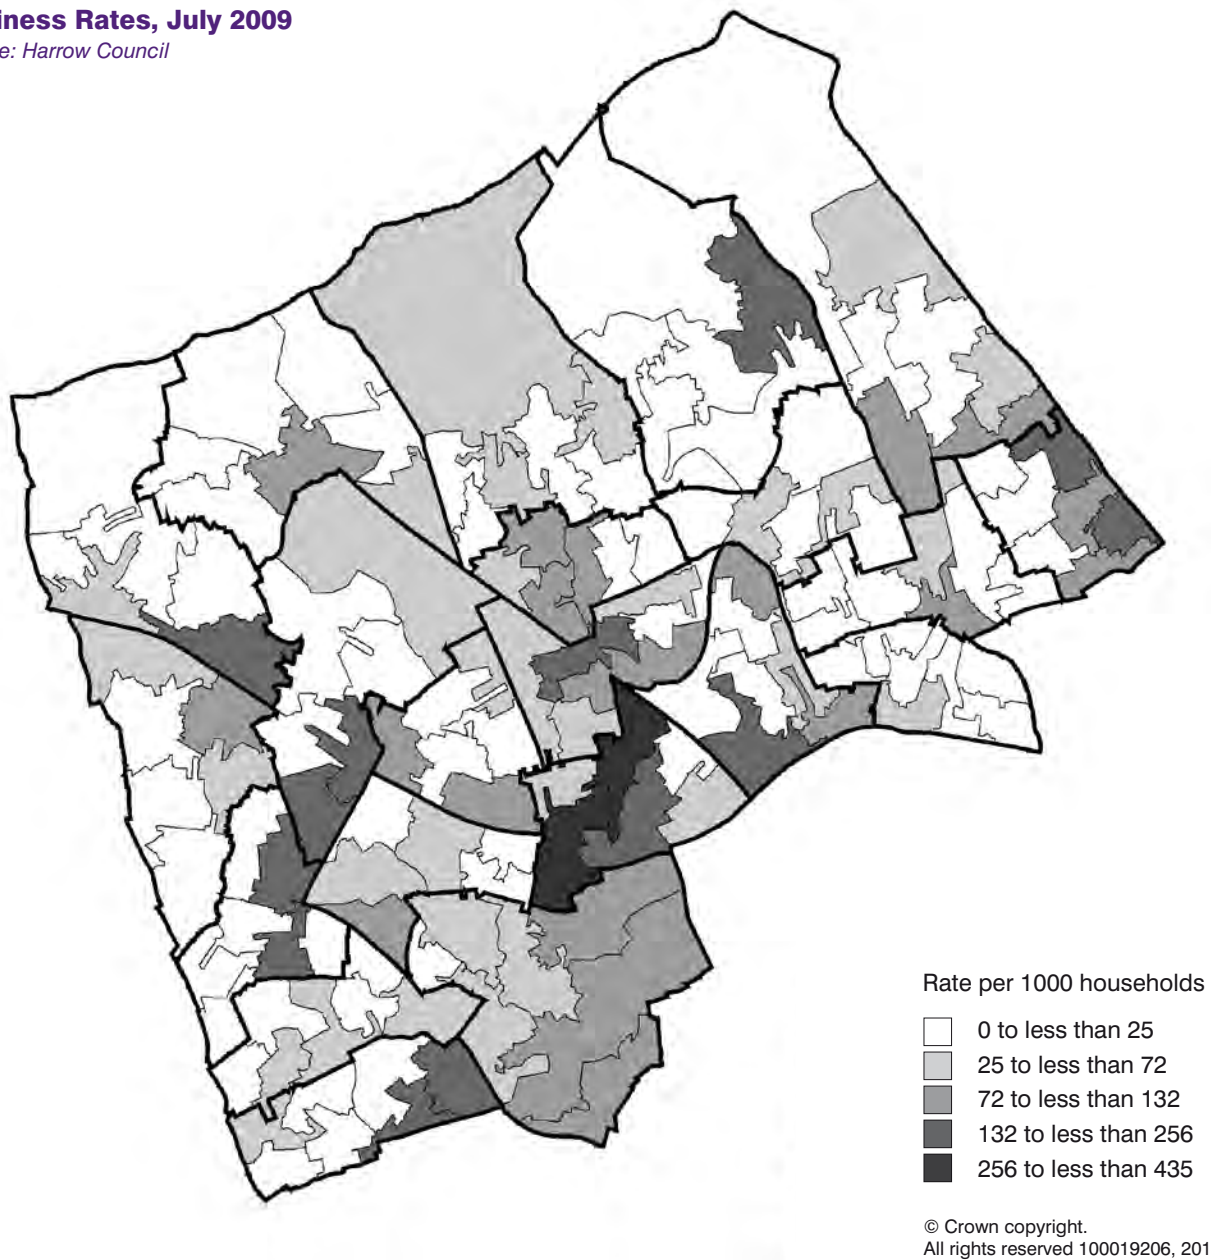 iness Rates, July 2009
e: Harrow Council
Rate per 1000 households
0 to less than 25
25 to less than 72
72 to less than 132
132 to less than 256
256 to less than 435
© Crown copyright.
All rights reserved 100019206, 201